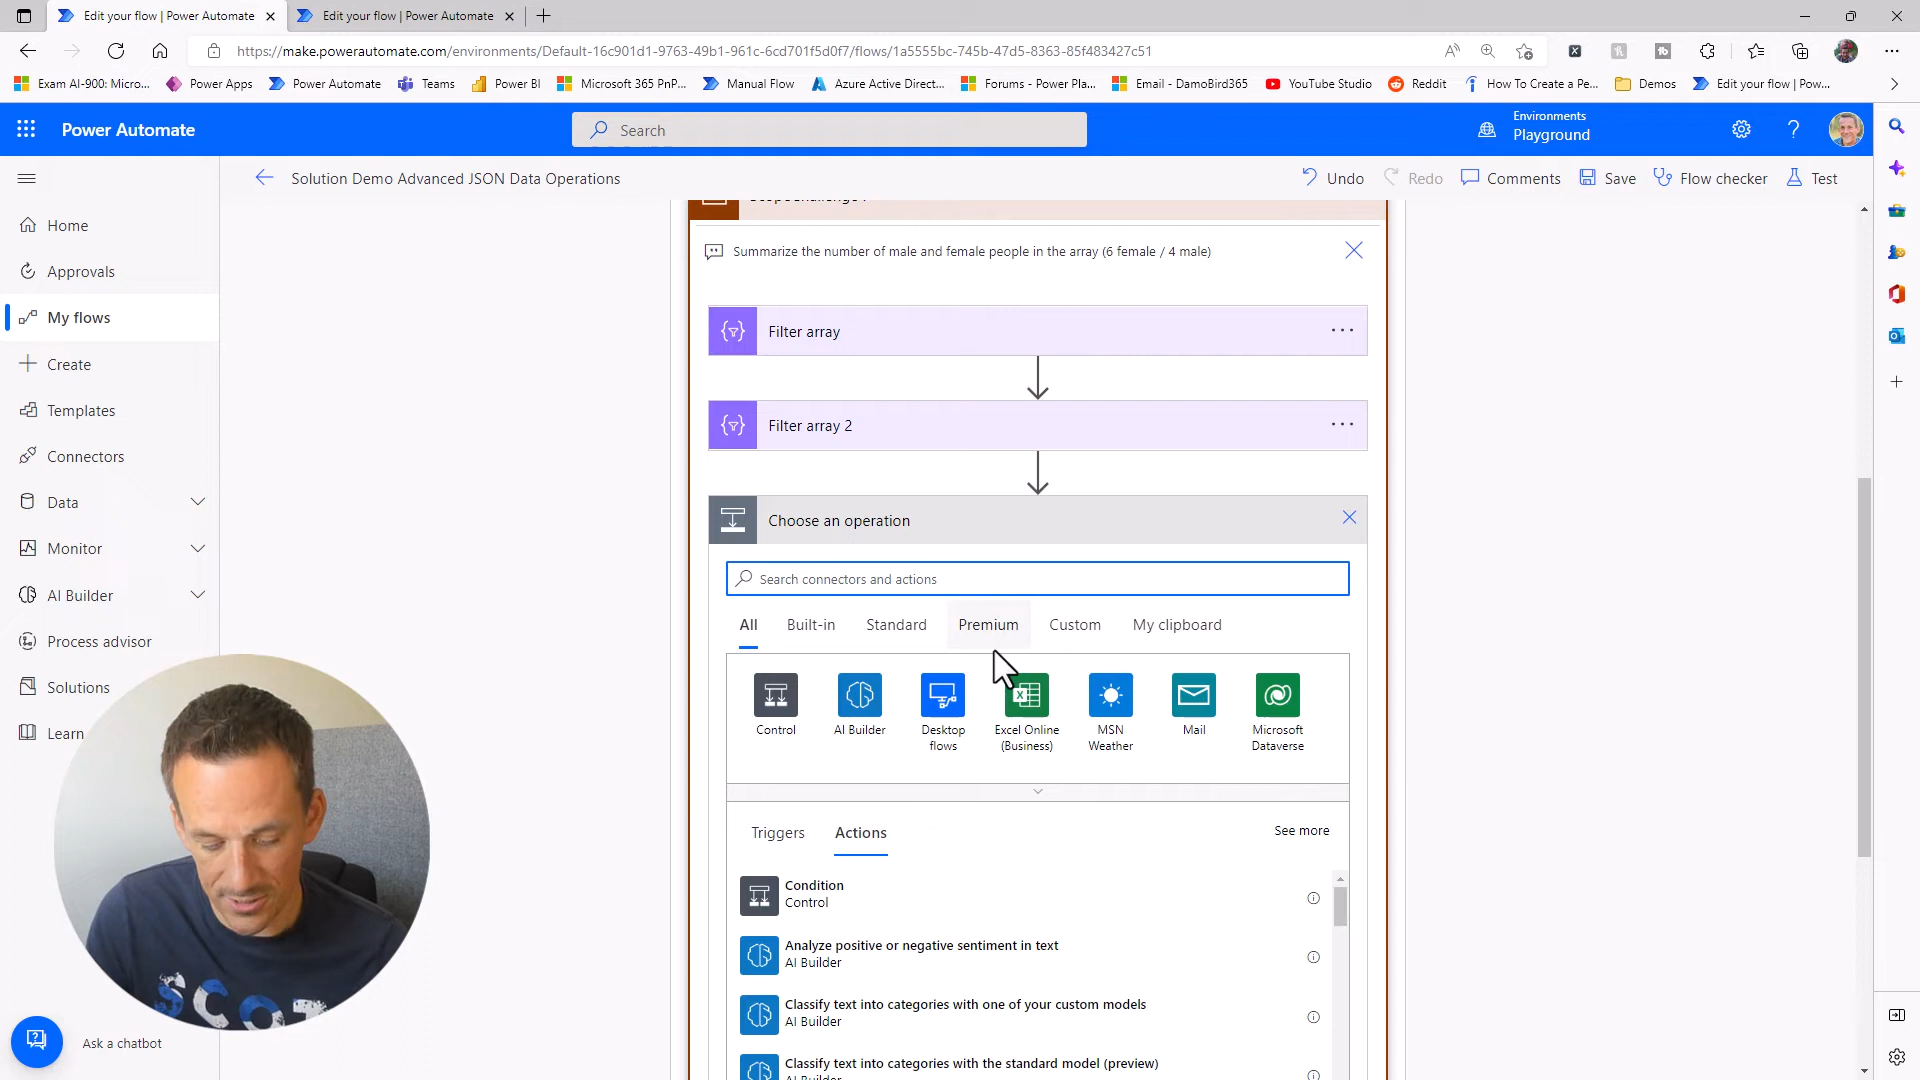 Edit your flow | Power Automate
Edit your flow | Power Automate
https://make.powerautomate.com/environments/Default-16c901d1-9763-49b1-961c-6cd701f5d0f7/flows/1a5555bc-745b-47d5-8363-85f483427c51
Exam AI-900: Micro...
Power Apps
Power Automate
Teams
Power BI
Microsoft 365 PnP...
Manual Flow
Azure Active Direct...
Forums - Power Pla...
Email - DamoBird365
YouTube Studio
Reddit
How To Create a Pe...
Demos
Edit your flow | Pow...
Power Automate
Search
Environments
Playground
Solution Demo Advanced JSON Data Operations
Undo
Redo
Comments
Save
Flow checker
Test
Home
Approvals
My flows
Create
Templates
Connectors
Data
Monitor
AI Builder
Process advisor
Solutions
Learn
Ask a chatbot
Summarize the number of male and female people in the array (6 female / 4 male)
Filter array
Filter array 2
Choose an operation
Search connectors and actions
All
Built-in
Standard
Premium
Custom
My clipboard
Control
AI Builder
Desktop
flows
Excel Online
(Business)
MSN
Weather
Mail
Microsoft
Dataverse
Triggers
Actions
See more
Condition
Control
Analyze positive or negative sentiment in text
AI Builder
Classify text into categories with one of your custom models
AI Builder
Classify text into categories with the standard model (preview)
AI Builder
SCOT